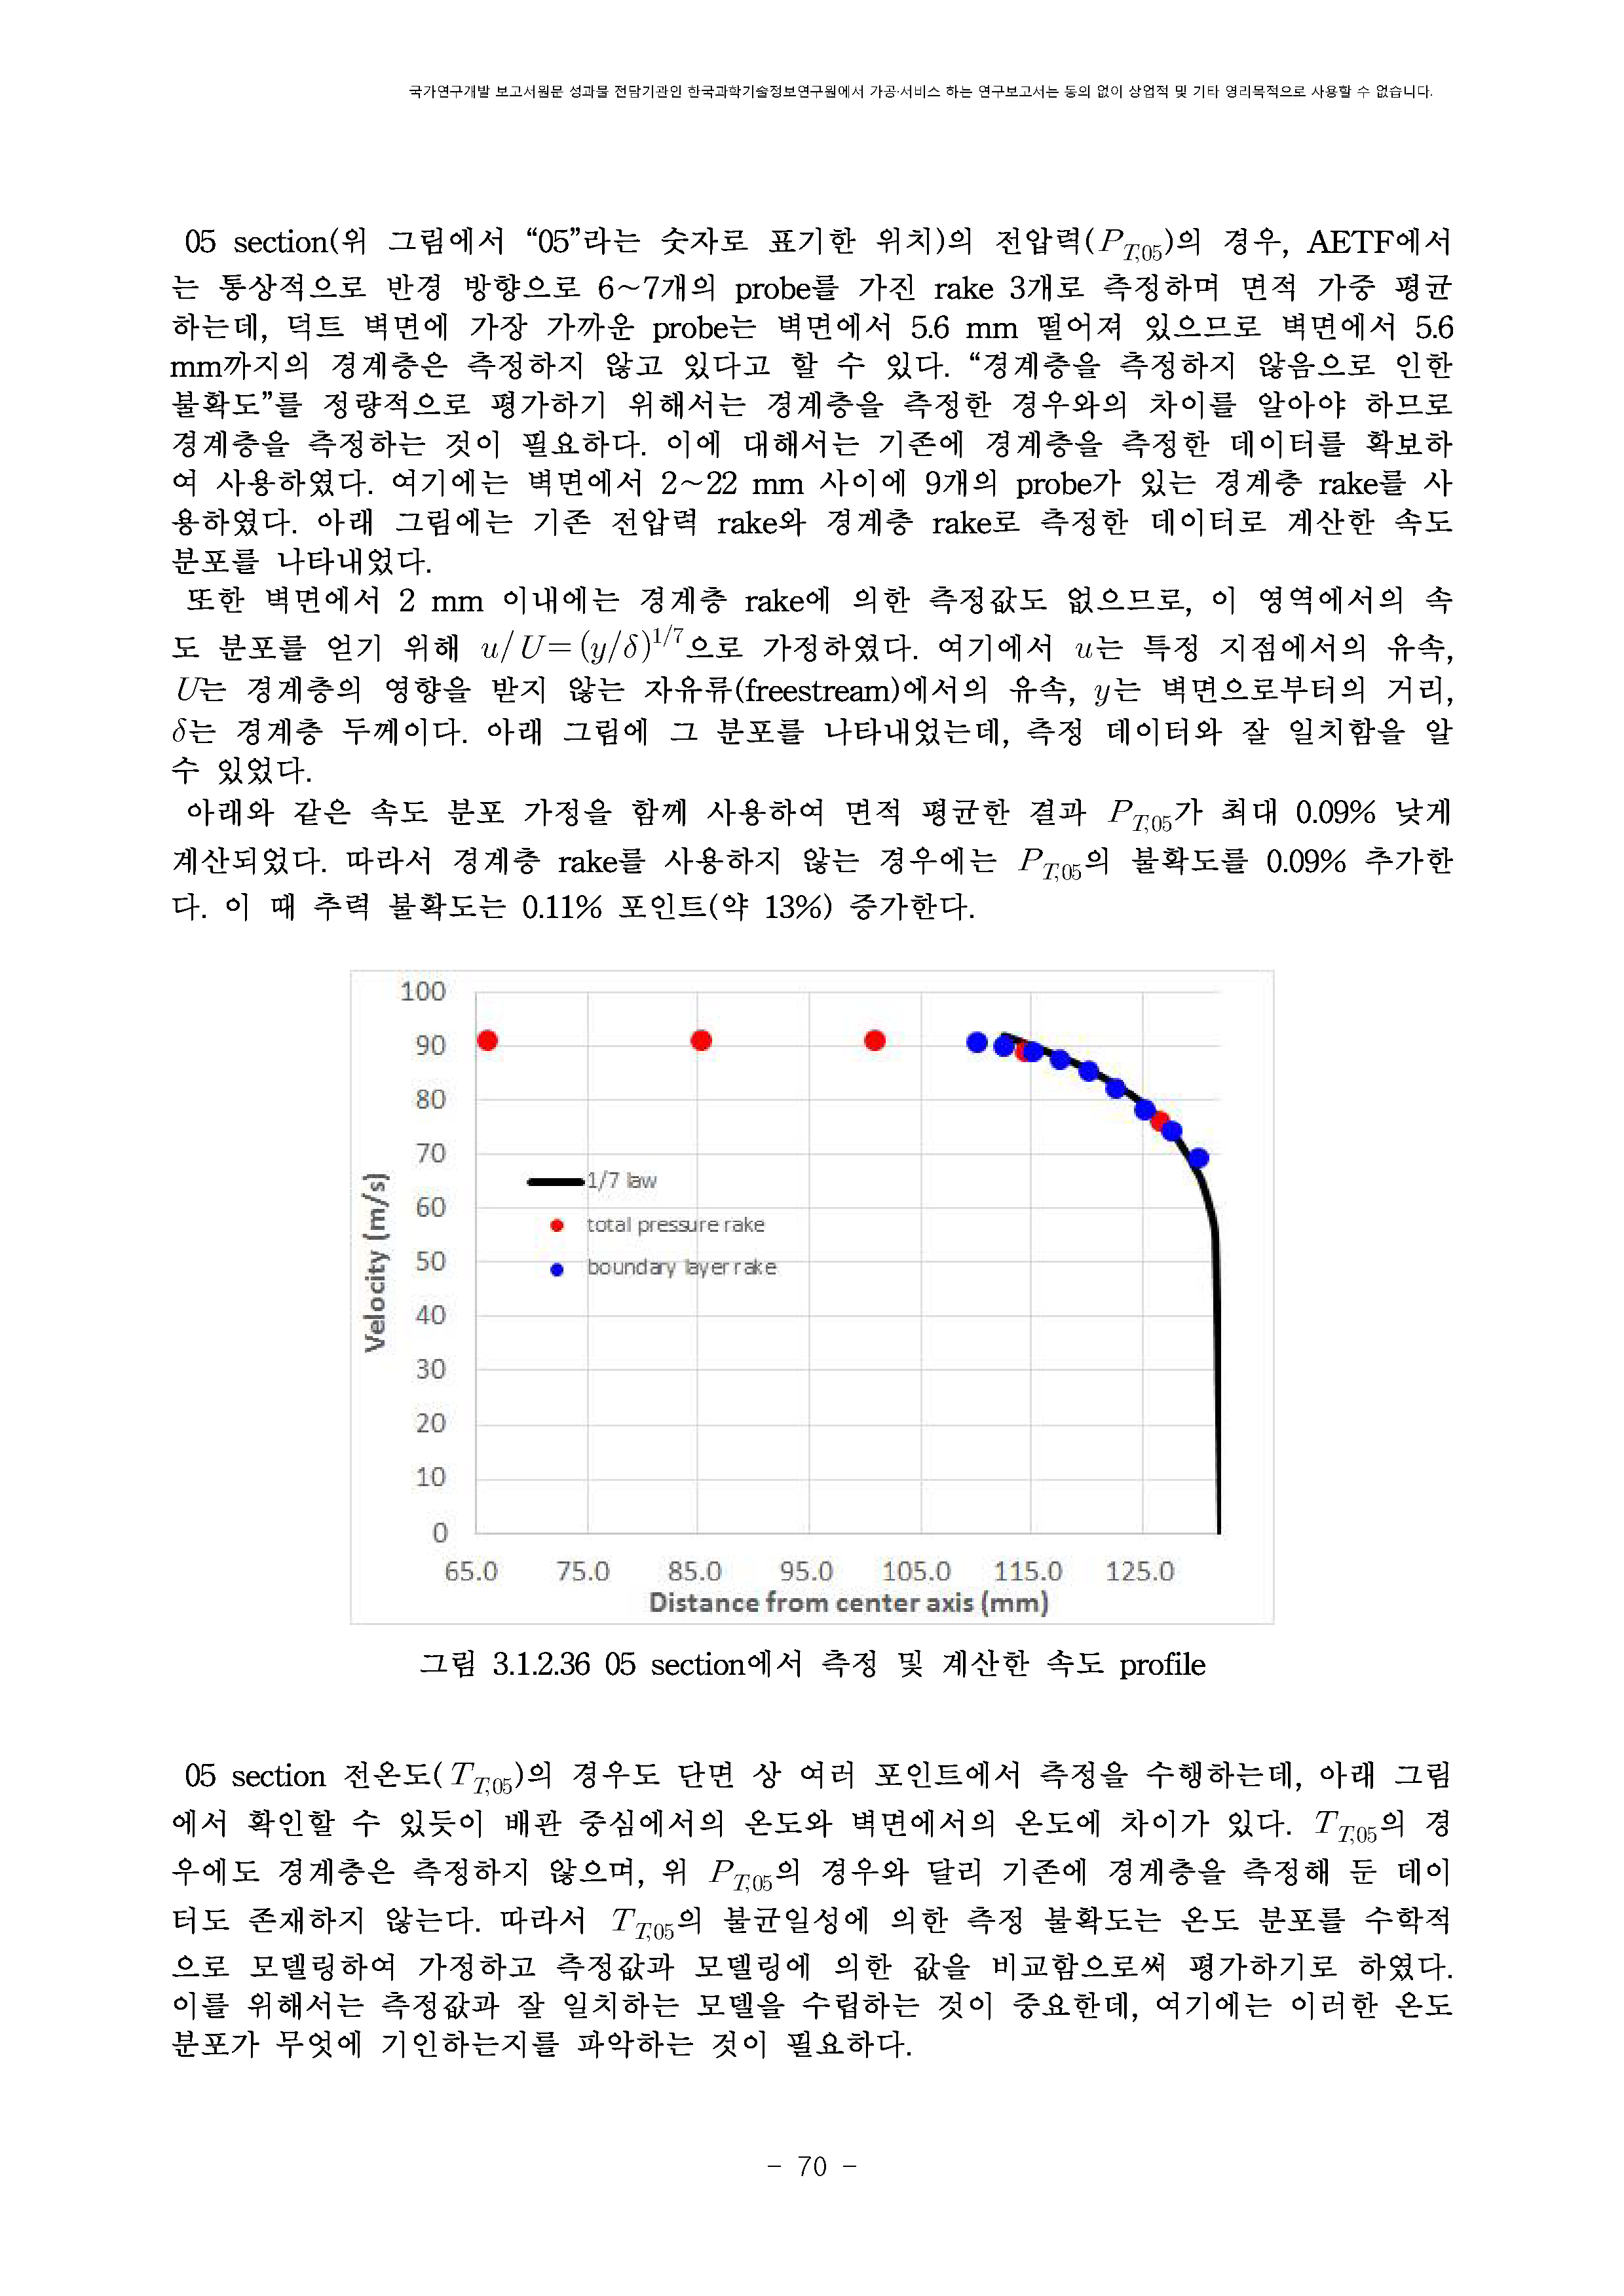 국가연구개발 보고서원문 성과물 전담기관인 한국과학기술정보연구원에서 가공·서비스 하는 연구보고서는 동의 없이 상업적 및 기타 영리목적으로 사용할 수 없습니다.
05 section(위 그림에서 “05”라는 숫자로 표기한 위치)의 전압력(P_{T,05})의 경우, AETF에서
는 통상적으로 반경 방향으로 6~7개의 probe를 가진 rake 3개로 측정하며 면적 가중 평균
하는데, 덕트 벽면에 가장 가까운 probe는 벽면에서 5.6 mm 떨어져 있으므로 벽면에서 5.6
mm까지의 경계층은 측정하지 않고 있다고 할 수 있다. “경계층을 측정하지 않음으로 인한
불확도”를 정량적으로 평가하기 위해서는 경계층을 측정한 경우와의 차이를 알아야 하므로
경계층을 측정하는 것이 필요하다. 이에 대해서는 기존에 경계층을 측정한 데이터를 확보하
여 사용하였다. 여기에는 벽면에서 2~22 mm 사이에 9개의 probe가 있는 경계층 rake를 사
용하였다. 아래 그림에는 기존 전압력 rake와 경계층 rake로 측정한 데이터로 계산한 속도
분포를 나타내었다.
또한 벽면에서 2 mm 이내에는 경계층 rake에 의한 측정값도 없으므로, 이 영역에서의 속
도 분포를 얻기 위해 u/U=(y/δ)^{1/7}으로 가정하였다. 여기에서 u는 특정 지점에서의 유속,
U는 경계층의 영향을 받지 않는 자유류(freestream)에서의 유속, y는 벽면으로부터의 거리,
δ는 경계층 두께이다. 아래 그림에 그 분포를 나타내었는데, 측정 데이터와 잘 일치함을 알
수 있었다.
아래와 같은 속도 분포 가정을 함께 사용하여 면적 평균한 결과 P_{T,05}가 최대 0.09% 낮게
계산되었다. 따라서 경계층 rake를 사용하지 않는 경우에는 P_{T,05}의 불확도를 0.09% 추가한
다. 이 때 추력 불확도는 0.11% 포인트(약 13%) 증가한다.
100
90
80
70
60
50
40
30
20
10
0
Velocity (m/s)
1/7 law
total pressure rake
boundary layer rake
65.0 75.0 85.0 95.0 105.0 115.0 125.0
Distance from center axis (mm)
그림 3.1.2.36 05 section에서 측정 및 계산한 속도 profile
05 section 전온도(T_{T,05})의 경우도 단면 상 여러 포인트에서 측정을 수행하는데, 아래 그림
에서 확인할 수 있듯이 배관 중심에서의 온도와 벽면에서의 온도에 차이가 있다. T_{T,05}의 경
우에도 경계층은 측정하지 않으며, 위 P_{T,05}의 경우와 달리 기존에 경계층을 측정해 둔 데이
터도 존재하지 않는다. 따라서 T_{T,05}의 불균일성에 의한 측정 불확도는 온도 분포를 수학적
으로 모델링하여 가정하고 측정값과 모델링에 의한 값을 비교함으로써 평가하기로 하였다.
이를 위해서는 측정값과 잘 일치하는 모델을 수립하는 것이 중요한데, 여기에는 이러한 온도
분포가 무엇에 기인하는지를 파악하는 것이 필요하다.
- 70 -